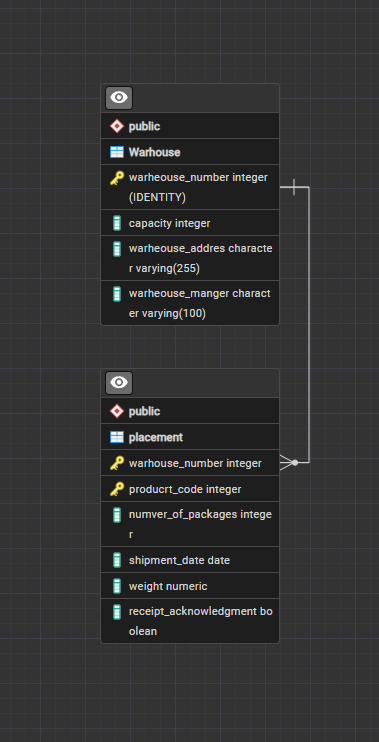 public
Warhouse
warheouse_number integer
(IDENTITY)
capacity integer
warheouse_addres characte
r varying(255)
warheouse_manger charact
er varying(100)
public
placement
warhouse_number integer
producrt_code integer
numver_of_packages intege
r
shipment_date date
weight numeric
receipt_acknowledgment bo
olean